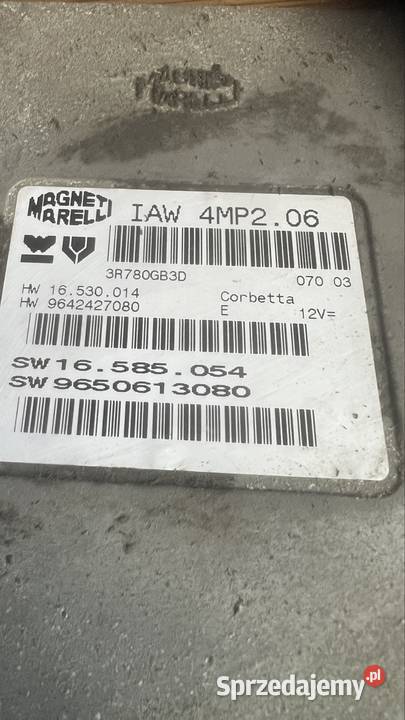 MAGNETI
MARELLI
MAGNETI
MARELLI
IAW 4MP2.06
3R780GB3D
070 03
HW 16.530.014
Corbetta
HW 9642427080
E
12V=
SW 16.585.054
SW 9650613080
Sprzedajemy.pl